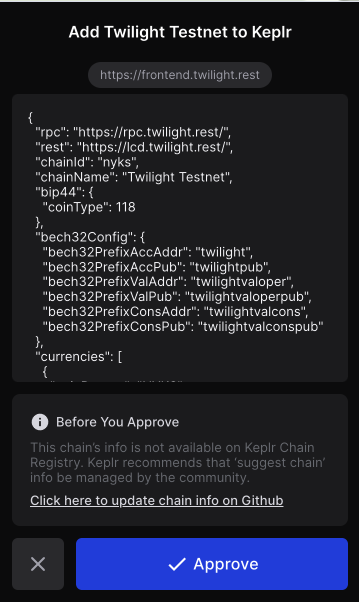 Add Twilight Testnet to Keplr
https://frontend.twilight.rest
{
"rpc": "https://rpc.twilight.rest/",
"rest": "https://lcd.twilight.rest/",
"chainId": "nyks",
"chainName": "Twilight Testnet",
"bip44": {
"coinType": 118
},
"bech32Config": {
"bech32PrefixAccAddr": "twilight",
"bech32PrefixAccPub": "twilightpub",
"bech32PrefixValAddr": "twilightvaloper",
"bech32PrefixValPub": "twilightvaloperpub",
"bech32PrefixConsAddr": "twilightvalcons",
"bech32PrefixConsPub": "twilightvalconspub"
},
"currencies": [
{
Before You Approve
This chain's info is not available on Keplr Chain
Registry. Keplr recommends that ‘suggest chain’
info be managed by the community.
Click here to update chain info on Github
Approve